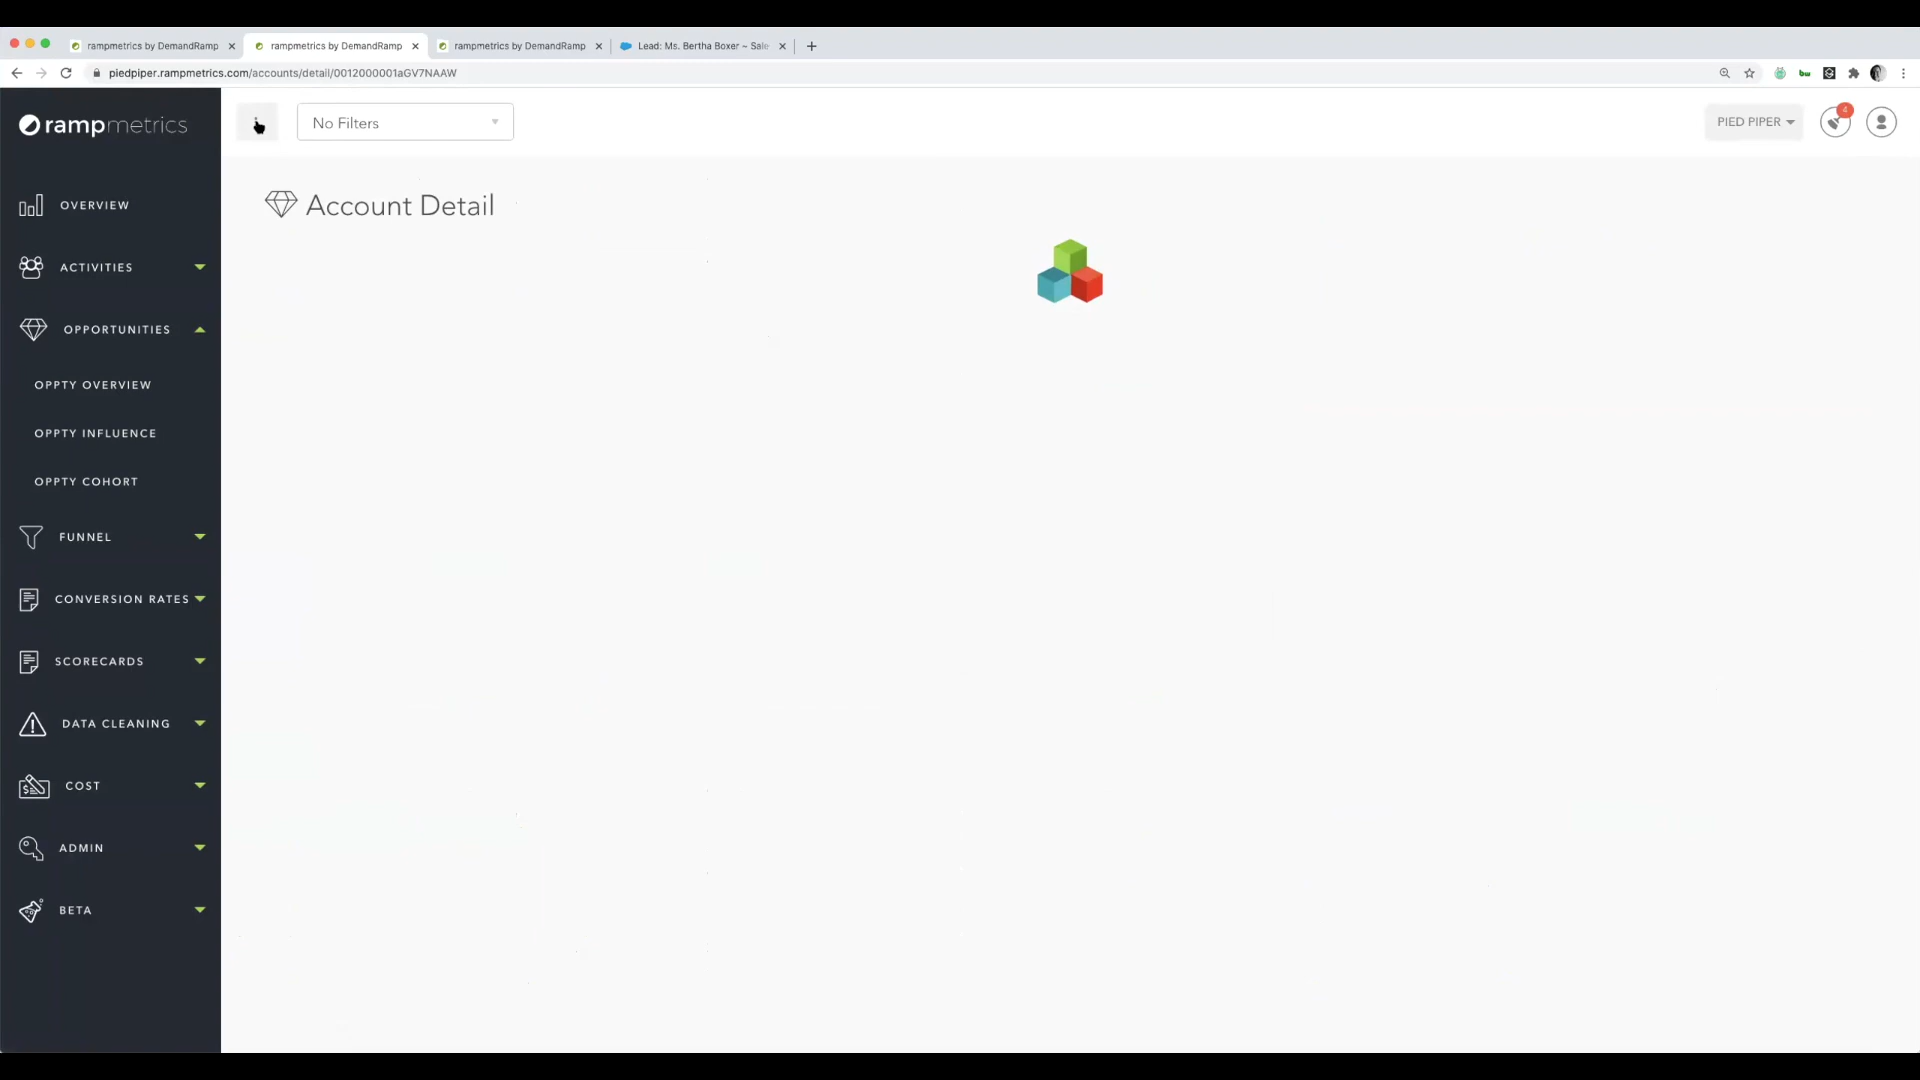 rampmetrics by DemandRamp
rampmetrics by DemandRamp
rampmetrics by DemandRamp
Lead: Ms. Bertha Boxer ~ Sale
piedpiper.rampmetrics.com/accounts/detail/0012000001aGV7NAAW
rampmetrics
No Filters
PIED PIPER
4
Account Detail
OVERVIEW
ACTIVITIES
OPPORTUNITIES
OPPTY OVERVIEW
OPPTY INFLUENCE
OPPTY COHORT
FUNNEL
CONVERSION RATES
SCORECARDS
DATA CLEANING
COST
ADMIN
BETA